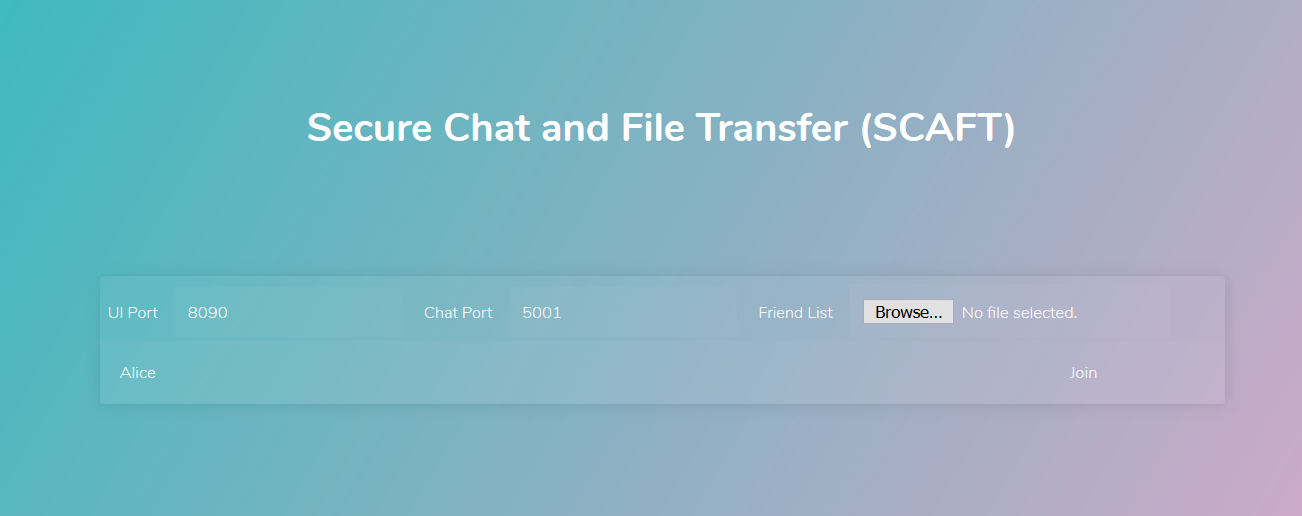 Secure Chat and File Transfer (SCAFT)
UI Port 8090 Chat Port 5001 Friend List Browse... No file selected.
Alice Join